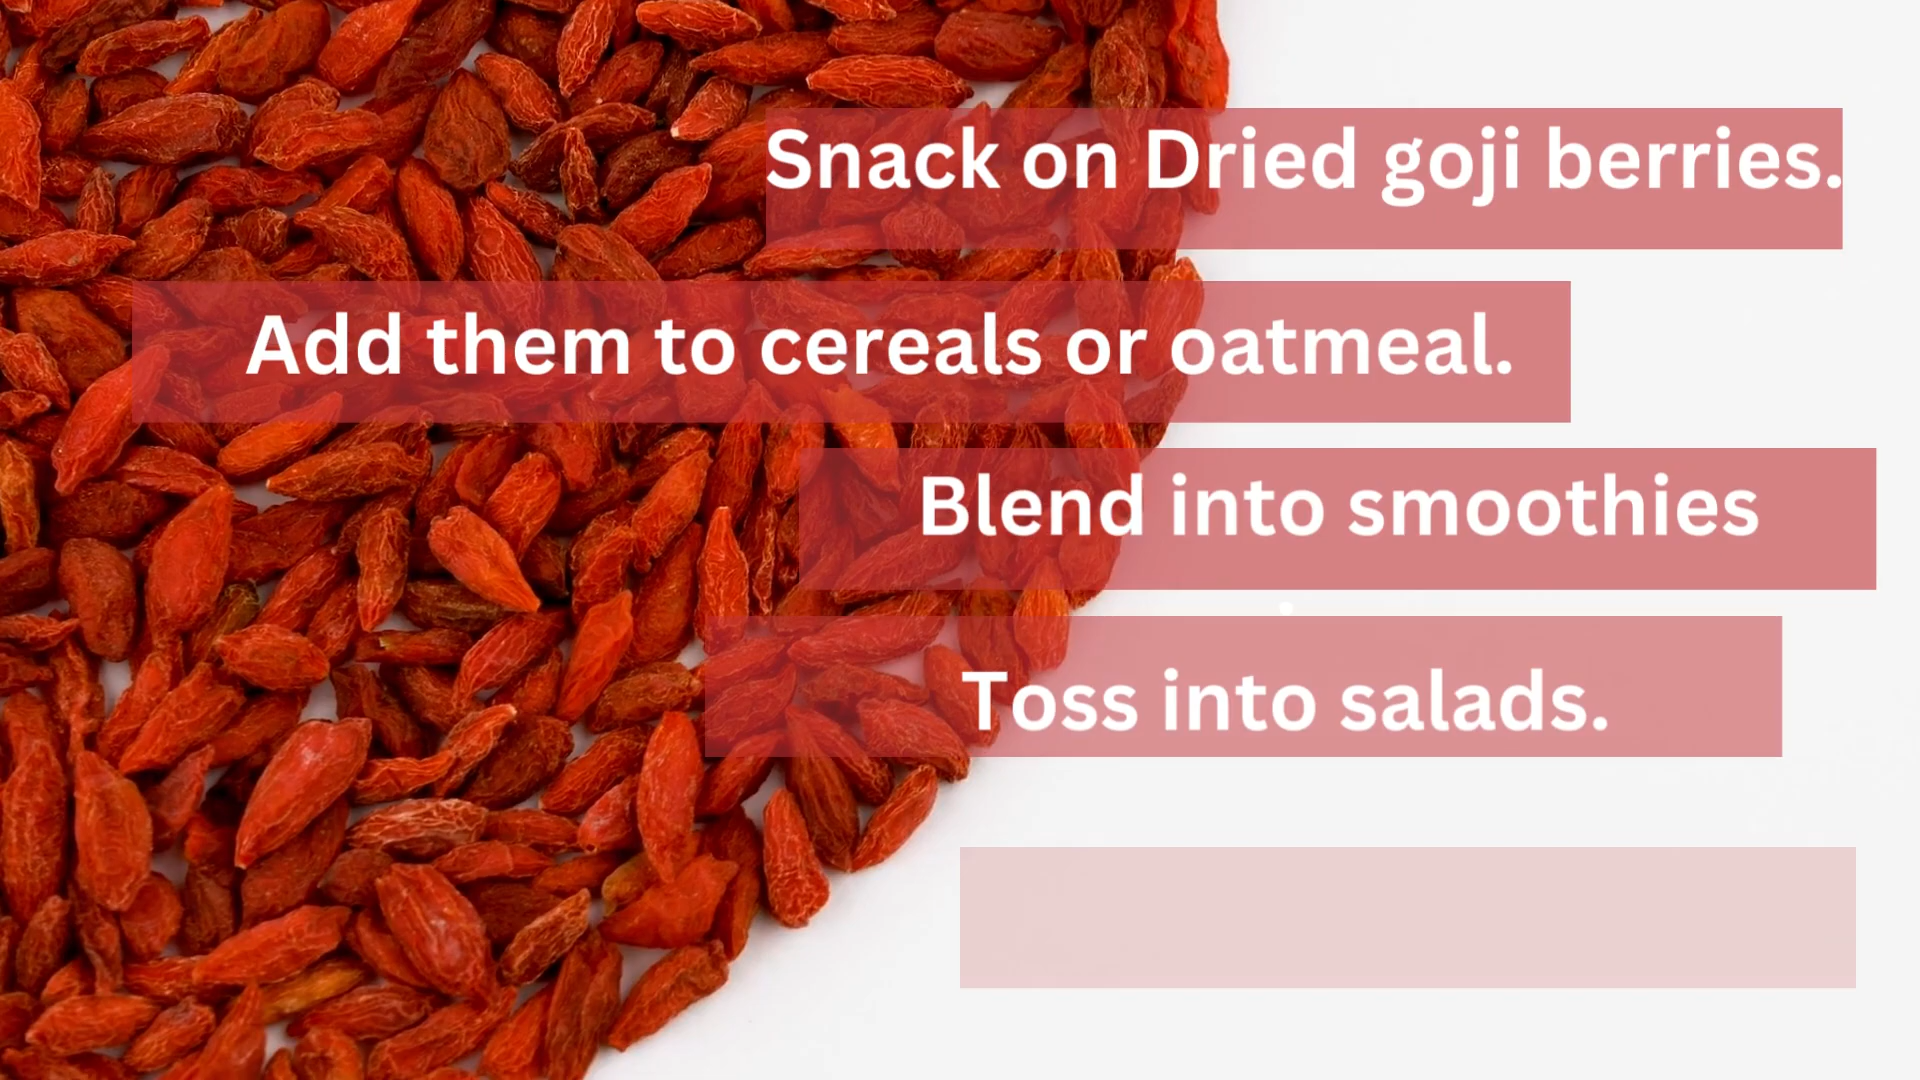 Snack on Dried goji berries.
Add them to cereals or oatmeal.
Blend into smoothies
.
Toss into salads.